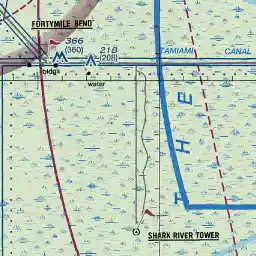 FORTYMILE BEND
366
(360)
218
(208)
TAMIAMI CANAL
bldgs
water
T H E
SHARK RIVER TOWER